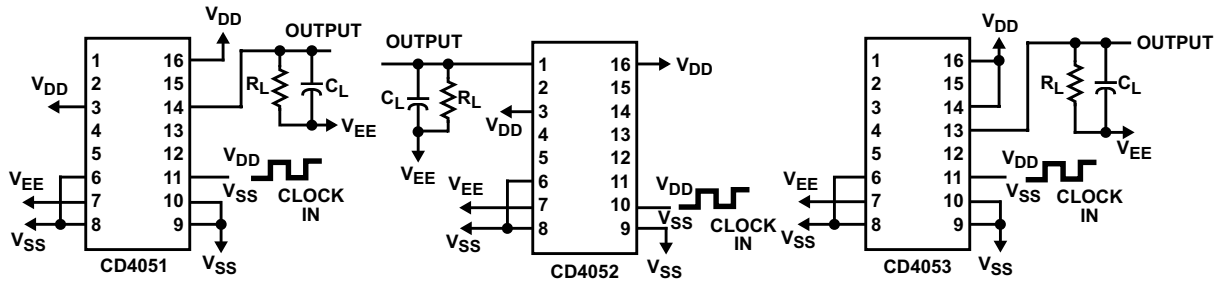 VDD
OUTPUT
1 16
2 15
VDD 3 14
4 13
5 12
6 11
VEE 7 10
VSS 8 9
RL CL
VEE
VDD
VSS
CLOCK
IN
VSS
CD4051
OUTPUT
1 16 VDD
2 15
VDD 3 14
4 13
5 12
6 11
VEE 7 10
VSS 8 9
CL RL
VEE
VDD
VSS
CLOCK
IN
VSS
CD4052
VDD
OUTPUT
1 16
2 15
3 14
4 13
5 12
6 11
VEE 7 10
VSS 8 9
RL CL
VEE
VDD
VSS
CLOCK
IN
VSS
CD4053